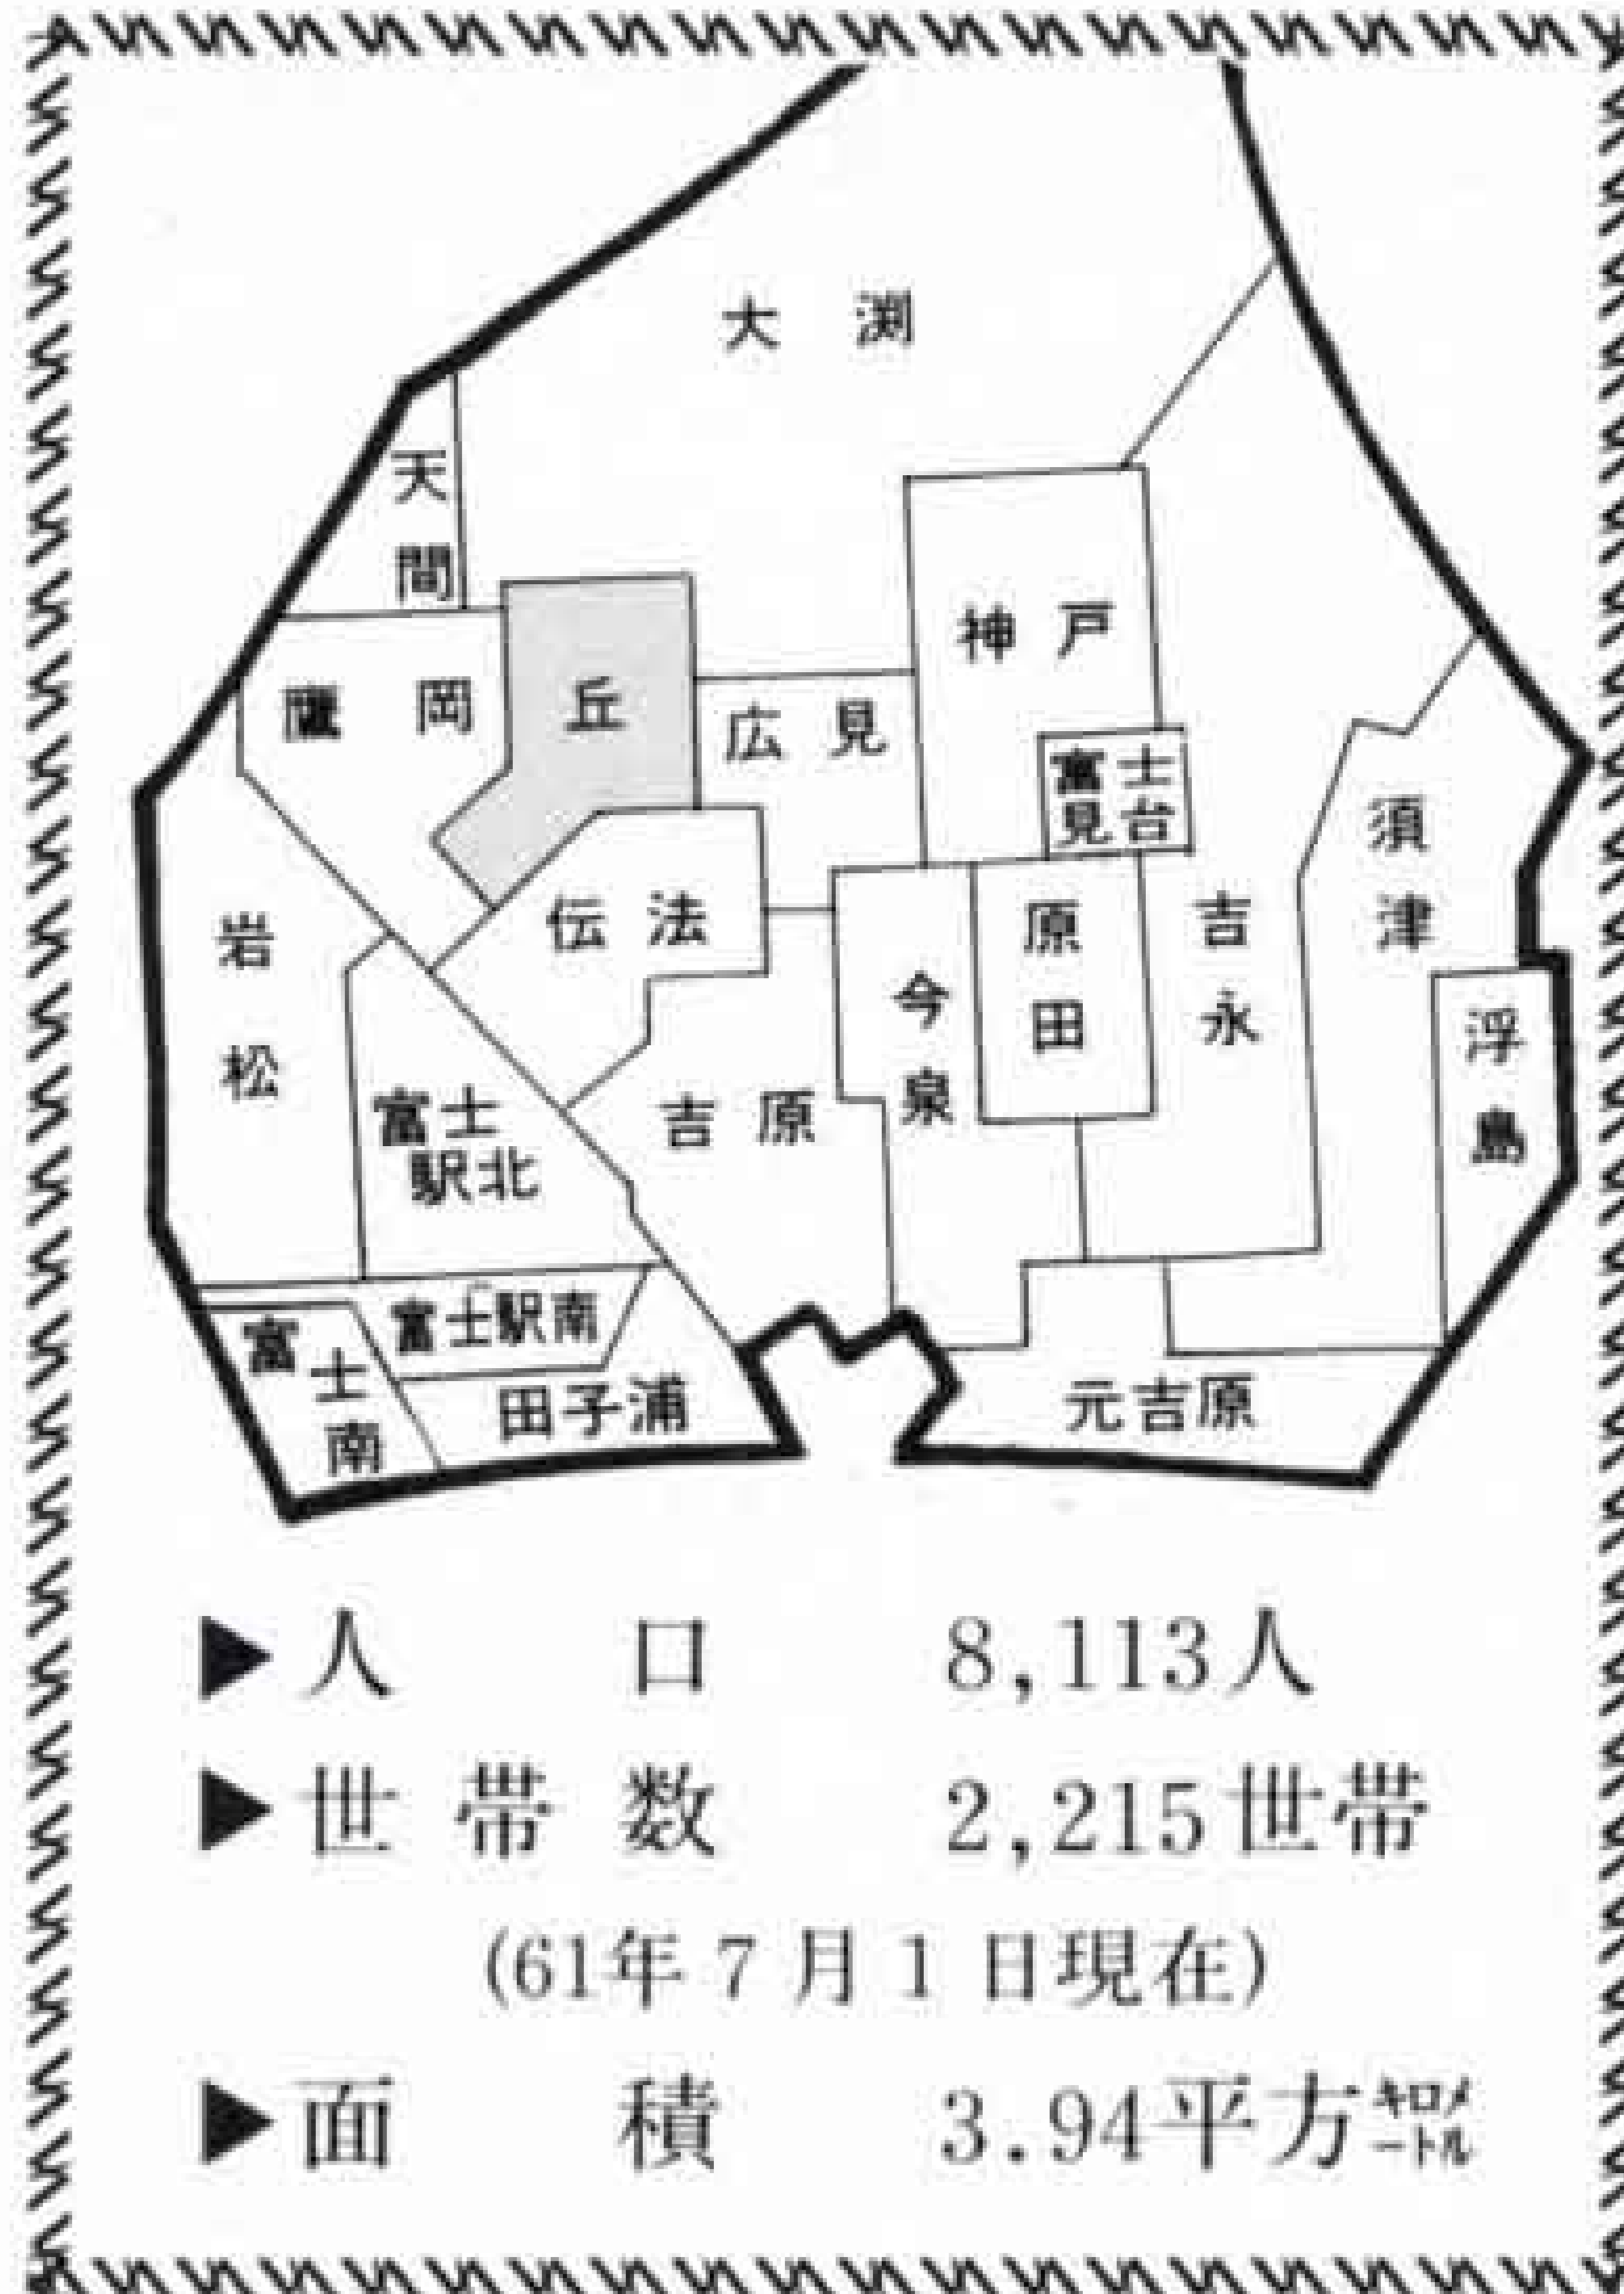 大渕
天間
鷹岡
丘
広見
神戸
富士
見台
須津
岩松
伝法
今泉
原田
吉永
浮島
富士
駅北
吉原
富士駅南
富士南
田子浦
元吉原
▶人口 8,113人
▶世帯数 2,215世帯
(61年7月1日現在)
▶面積 3.94平方キロメートル